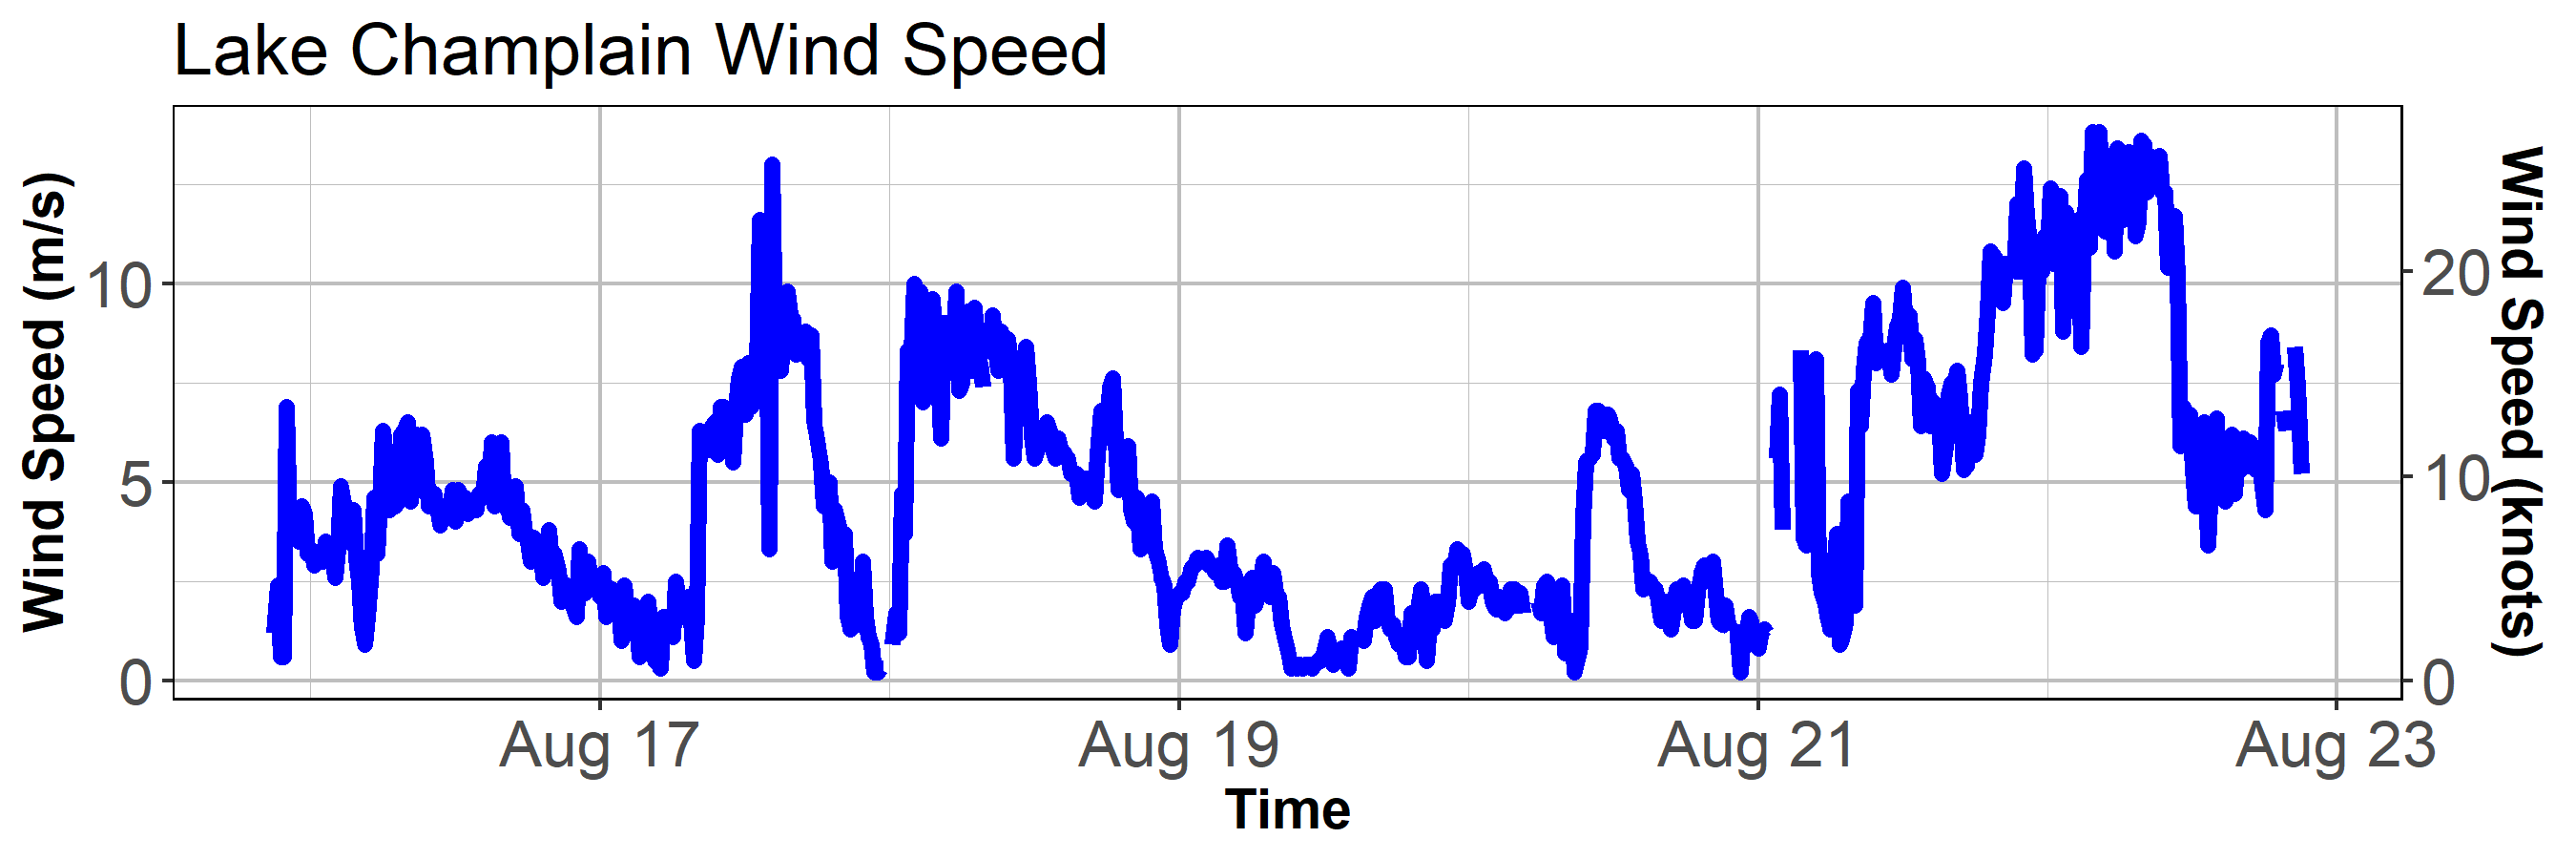 Lake Champlain Wind Speed
Wind Speed (m/s)
10
5
0
20
10
0
Wind Speed (knots)
Aug 17
Aug 19
Aug 21
Aug 23
Time